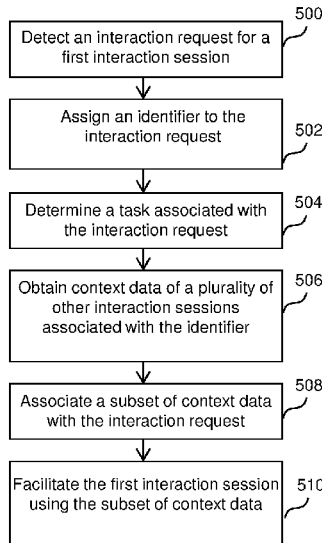 500
Detect an interaction request for a
first interaction session
Assign an identifier to the
interaction request
502
504
Determine a task associated with
the interaction request
506
Obtain context data of a plurality of
other interaction sessions
associated with the identifier
508
Associate a subset of context data
with the interaction request
Facilitate the first interaction session
using the subset of context data
510